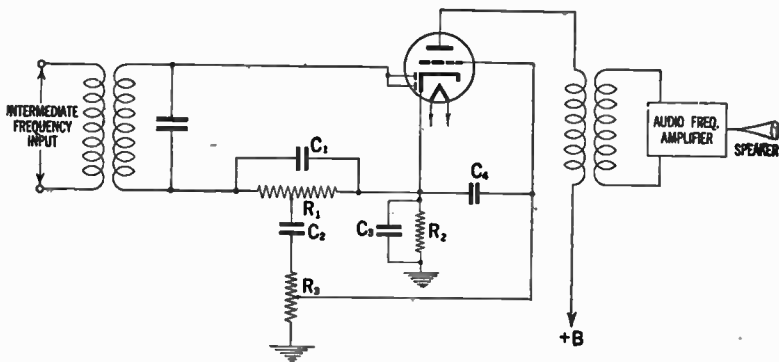 INTERMEDIATE
FREQUENCY
INPUT
C₁
R₁
C₂
R₃
C₃
R₂
C₄
+B
AUDIO FREQ.
AMPLIFIER
SPEAKER